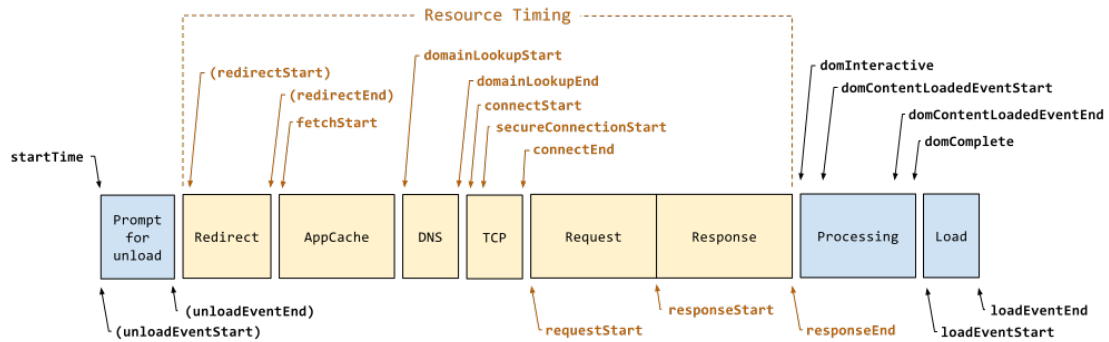 Resource Timing
domainLookupStart
(redirectStart)
domInteractive
domainLookupEnd
(redirectEnd)
domContentLoadedEventStart
connectStart
domContentLoadedEventEnd
fetchStart
secureConnectionStart
domComplete
connectEnd
startTime
Prompt
for
unload
Redirect
AppCache
DNS
TCP
Request
Response
Processing
Load
(unloadEventEnd)
(unloadEventStart)
requestStart
responseStart
responseEnd
loadEventEnd
loadEventStart